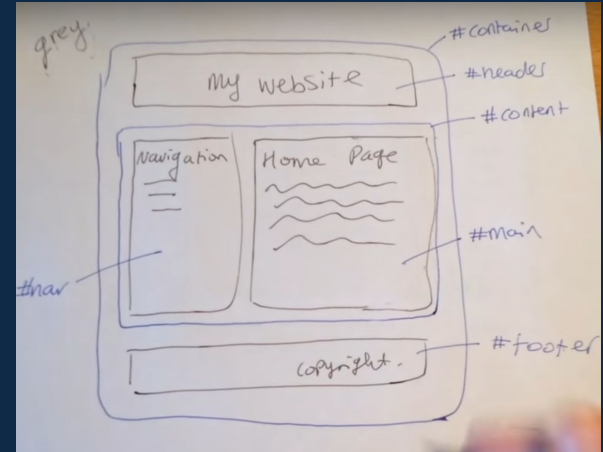 grey
#container
My website
#header
#content
Navigation
Home Page
#main
#nav
#footer
copyright.